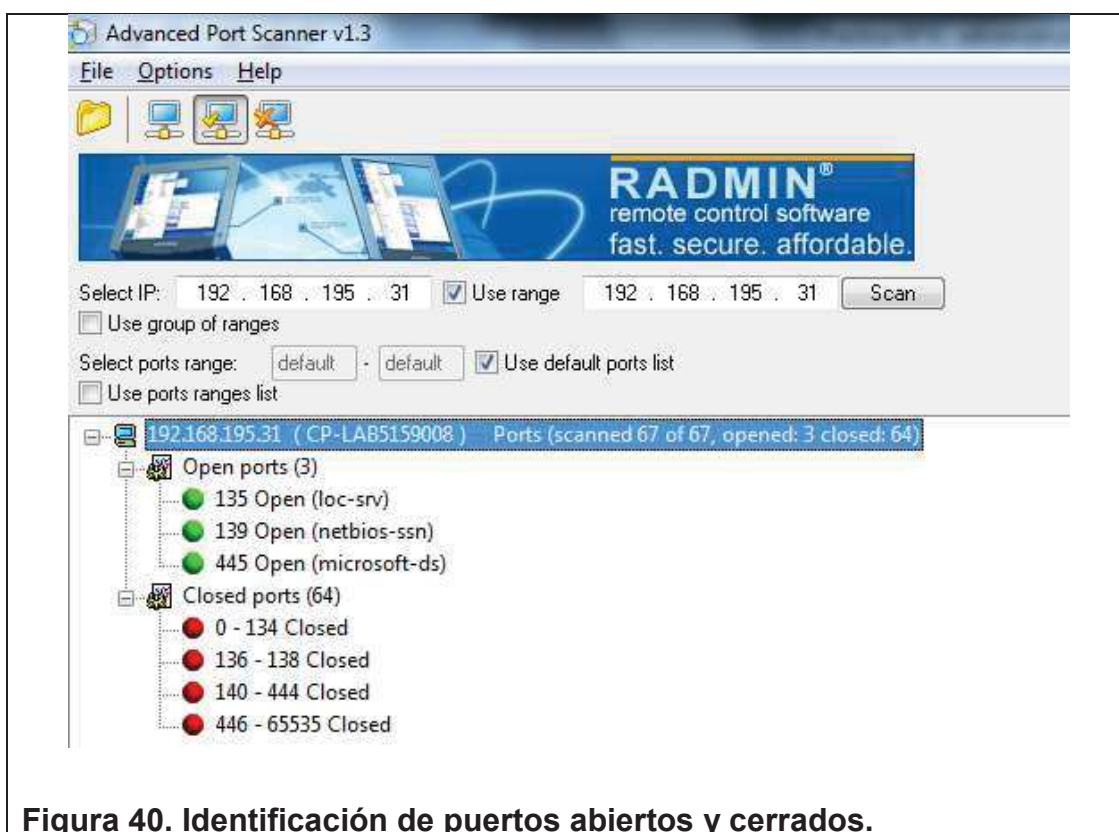 Advanced Port Scanner v1.3
File Options Help
RADMIN®
remote control software
fast. secure. affordable.
Select IP: 192 . 168 . 195 . 31 Use range 192 . 168 . 195 . 31 Scan
Use group of ranges
Select ports range: default - default Use default ports list
Use ports ranges list
192.168.195.31 ( CP-LAB5159008 ) Ports (scanned 67 of 67, opened: 3 closed: 64)
Open ports (3)
135 Open (loc-srv)
139 Open (netbios-ssn)
445 Open (microsoft-ds)
Closed ports (64)
0 - 134 Closed
136 - 138 Closed
140 - 444 Closed
446 - 65535 Closed
Figura 40. Identificación de puertos abiertos y cerrados.